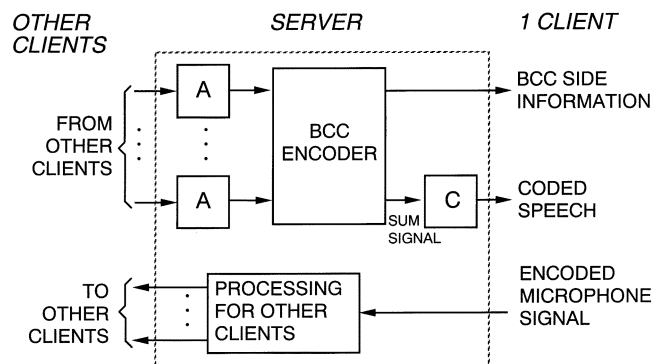 OTHER
CLIENTS
SERVER
1 CLIENT
FROM
OTHER
CLIENTS
A
A
BCC
ENCODER
BCC SIDE
INFORMATION
SUM
SIGNAL
C
CODED
SPEECH
TO
OTHER
CLIENTS
PROCESSING
FOR OTHER
CLIENTS
ENCODED
MICROPHONE
SIGNAL